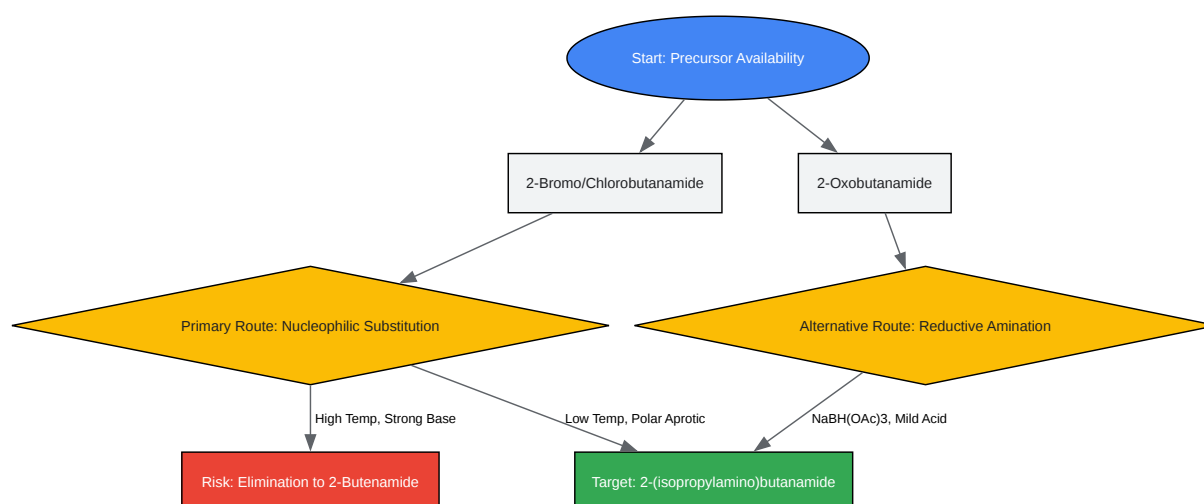 Start: Precursor Availability
2-Bromo/Chlorobutanamide
2-Oxobutanamide
Primary Route: Nucleophilic Substitution
Alternative Route: Reductive Amination
High Temp, Strong Base
Low Temp, Polar Aprotic
NaBH(OAc)3, Mild Acid
Risk: Elimination to 2-Butenamide
Target: 2-(isopropylamino)butanamide